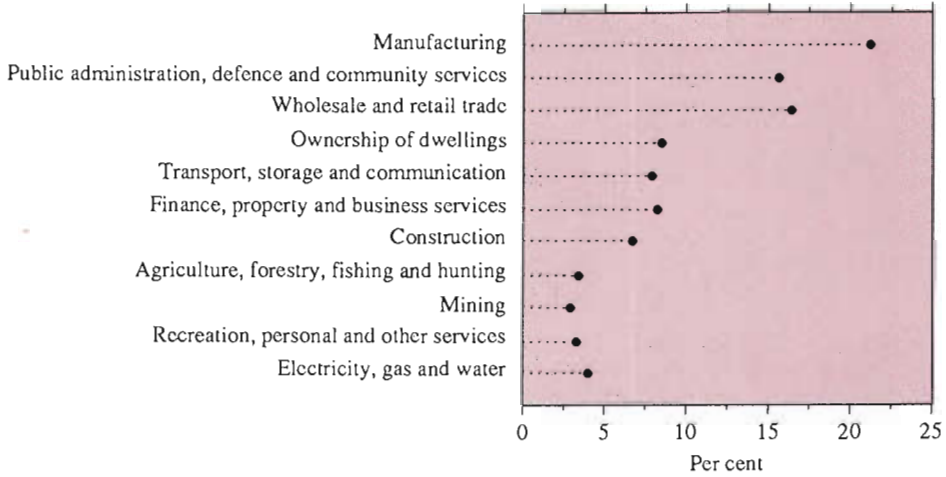 Manufacturing
Public administration, defence and community services
Wholesale and retail trade
Ownership of dwellings
Transport, storage and communication
Finance, property and business services
Construction
Agriculture, forestry, fishing and hunting
Mining
Recreation, personal and other services
Electricity, gas and water
0 5 10 15 20 25
Per cent